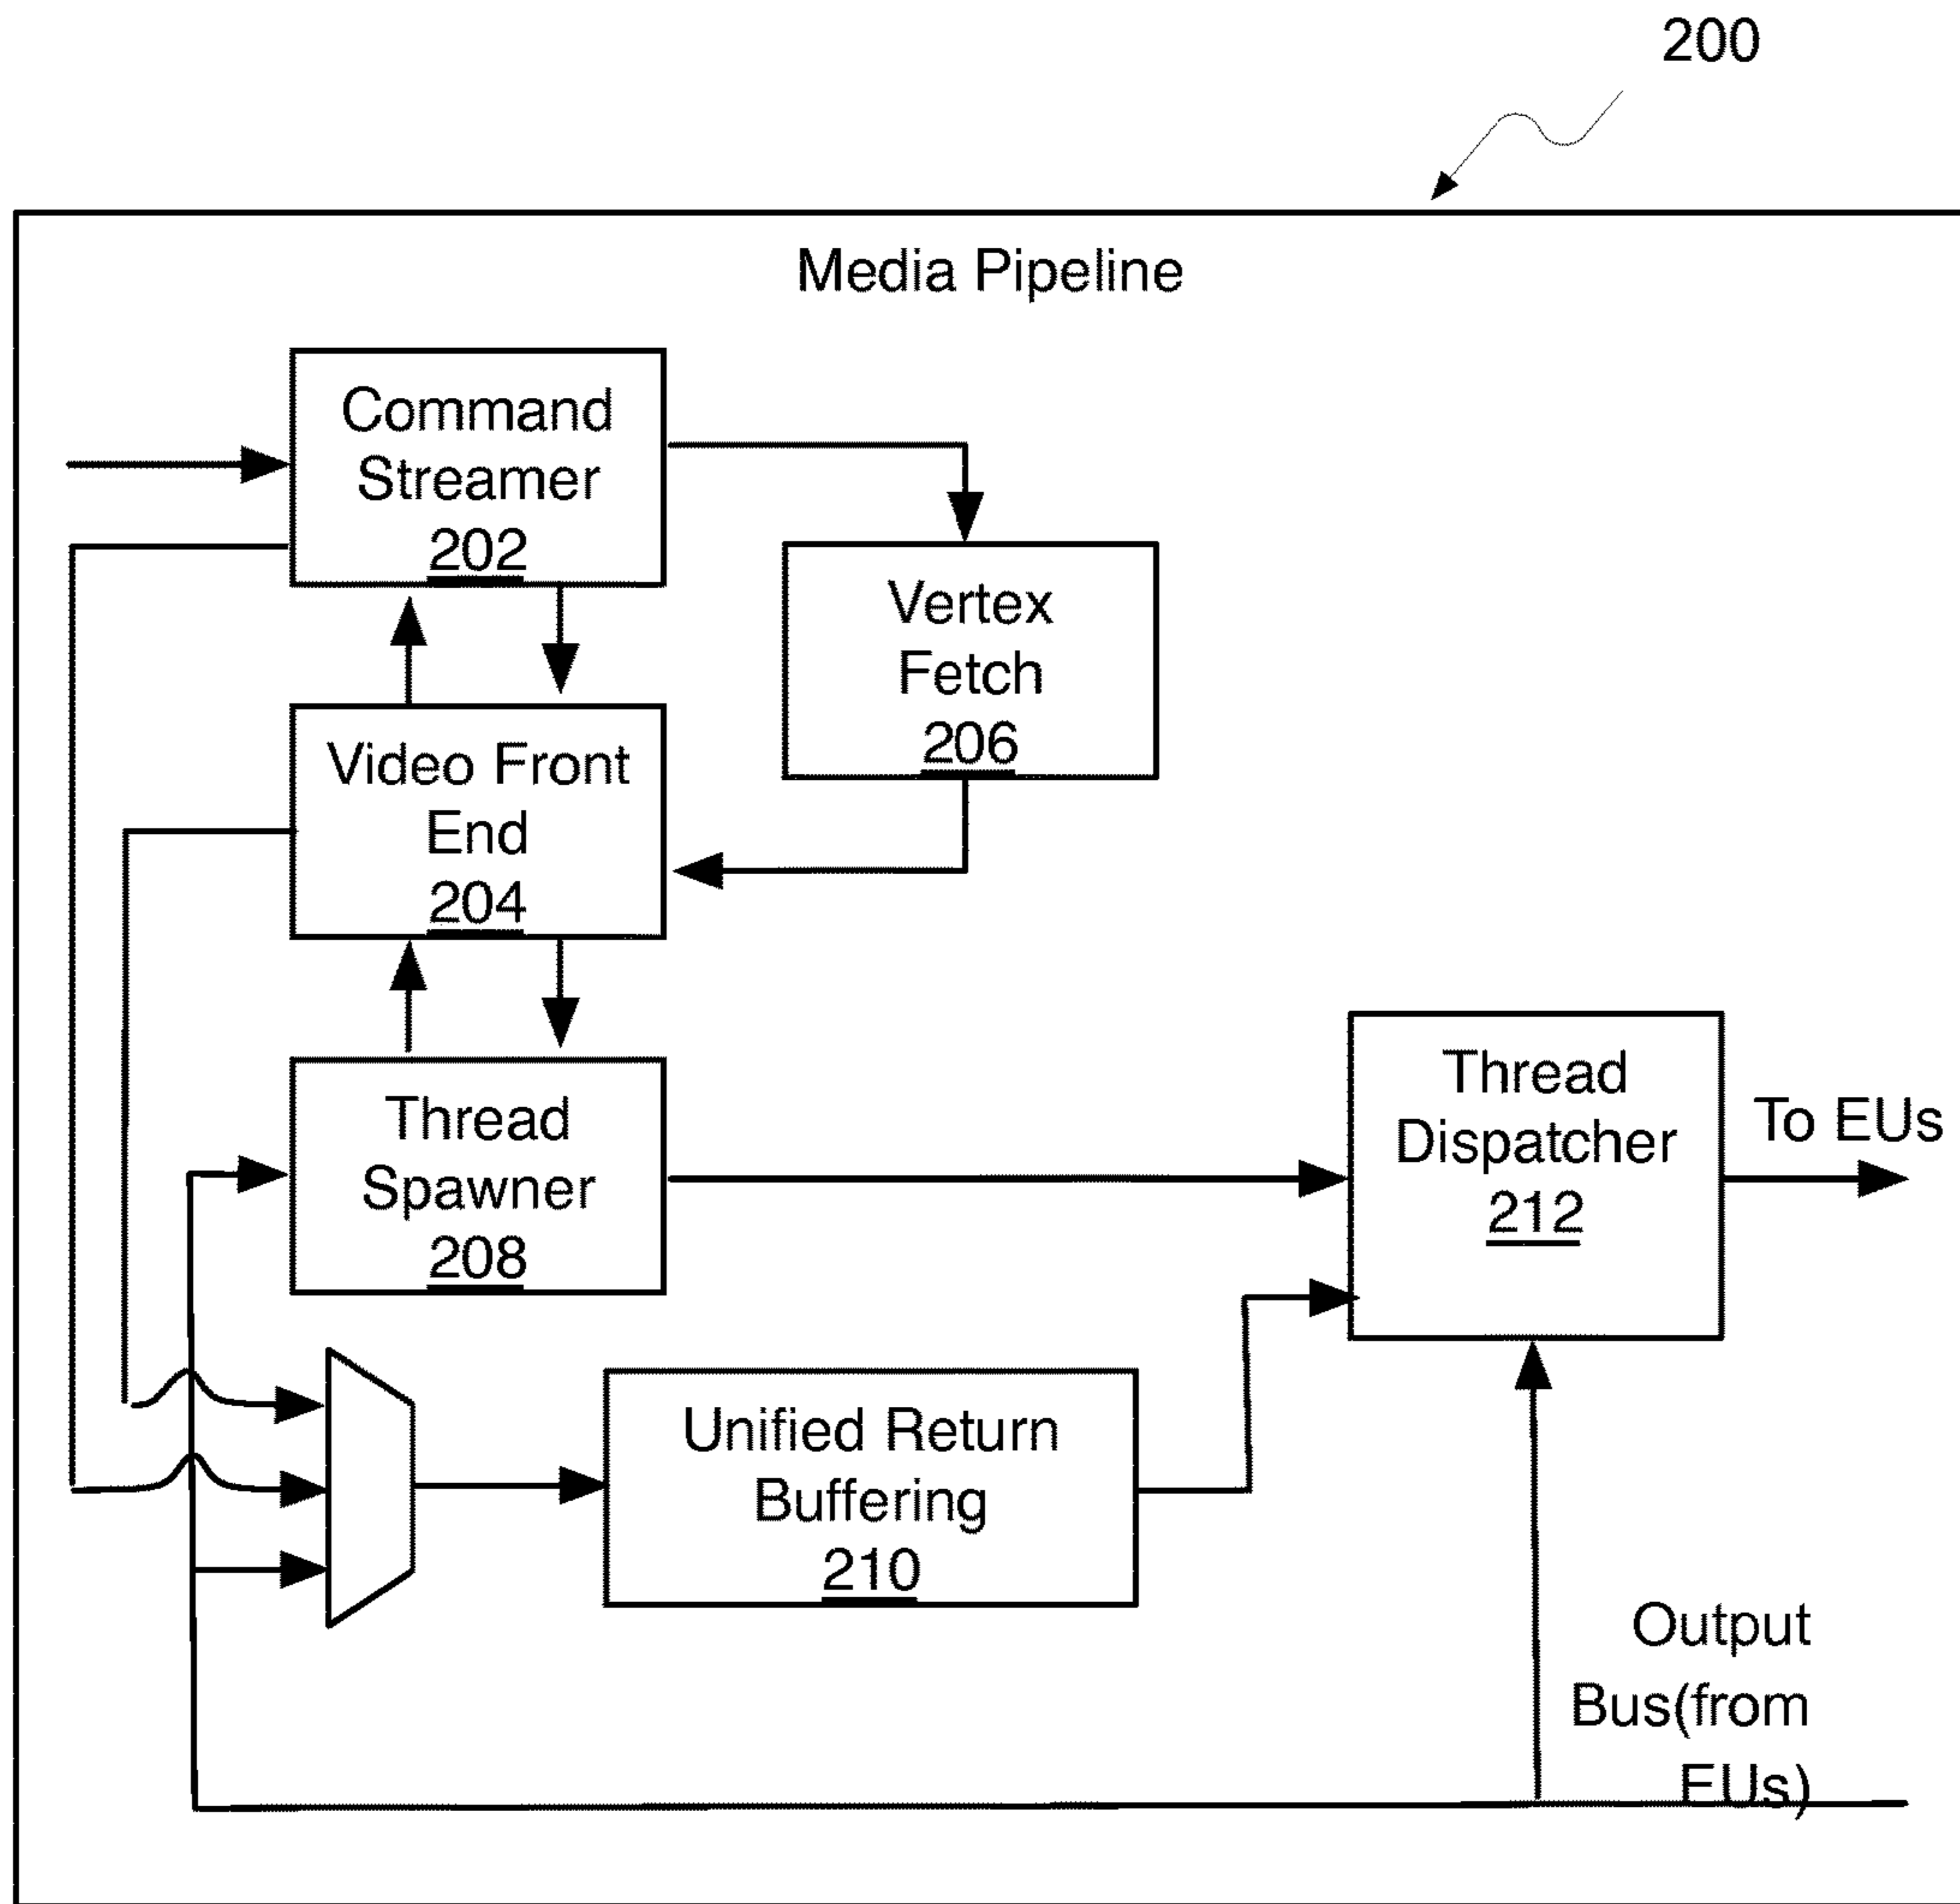 200
Media Pipeline
Command
Streamer
202
Vertex
Fetch
206
Video Front
End
204
Thread
Spawner
208
Thread
Dispatcher
212
To EUs
Unified Return
Buffering
210
Output
Bus(from
EUs)